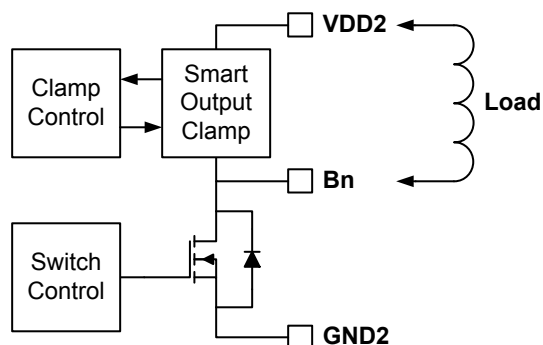 VDD2
Clamp
Control
Smart
Output
Clamp
Load
Bn
Switch
Control
GND2